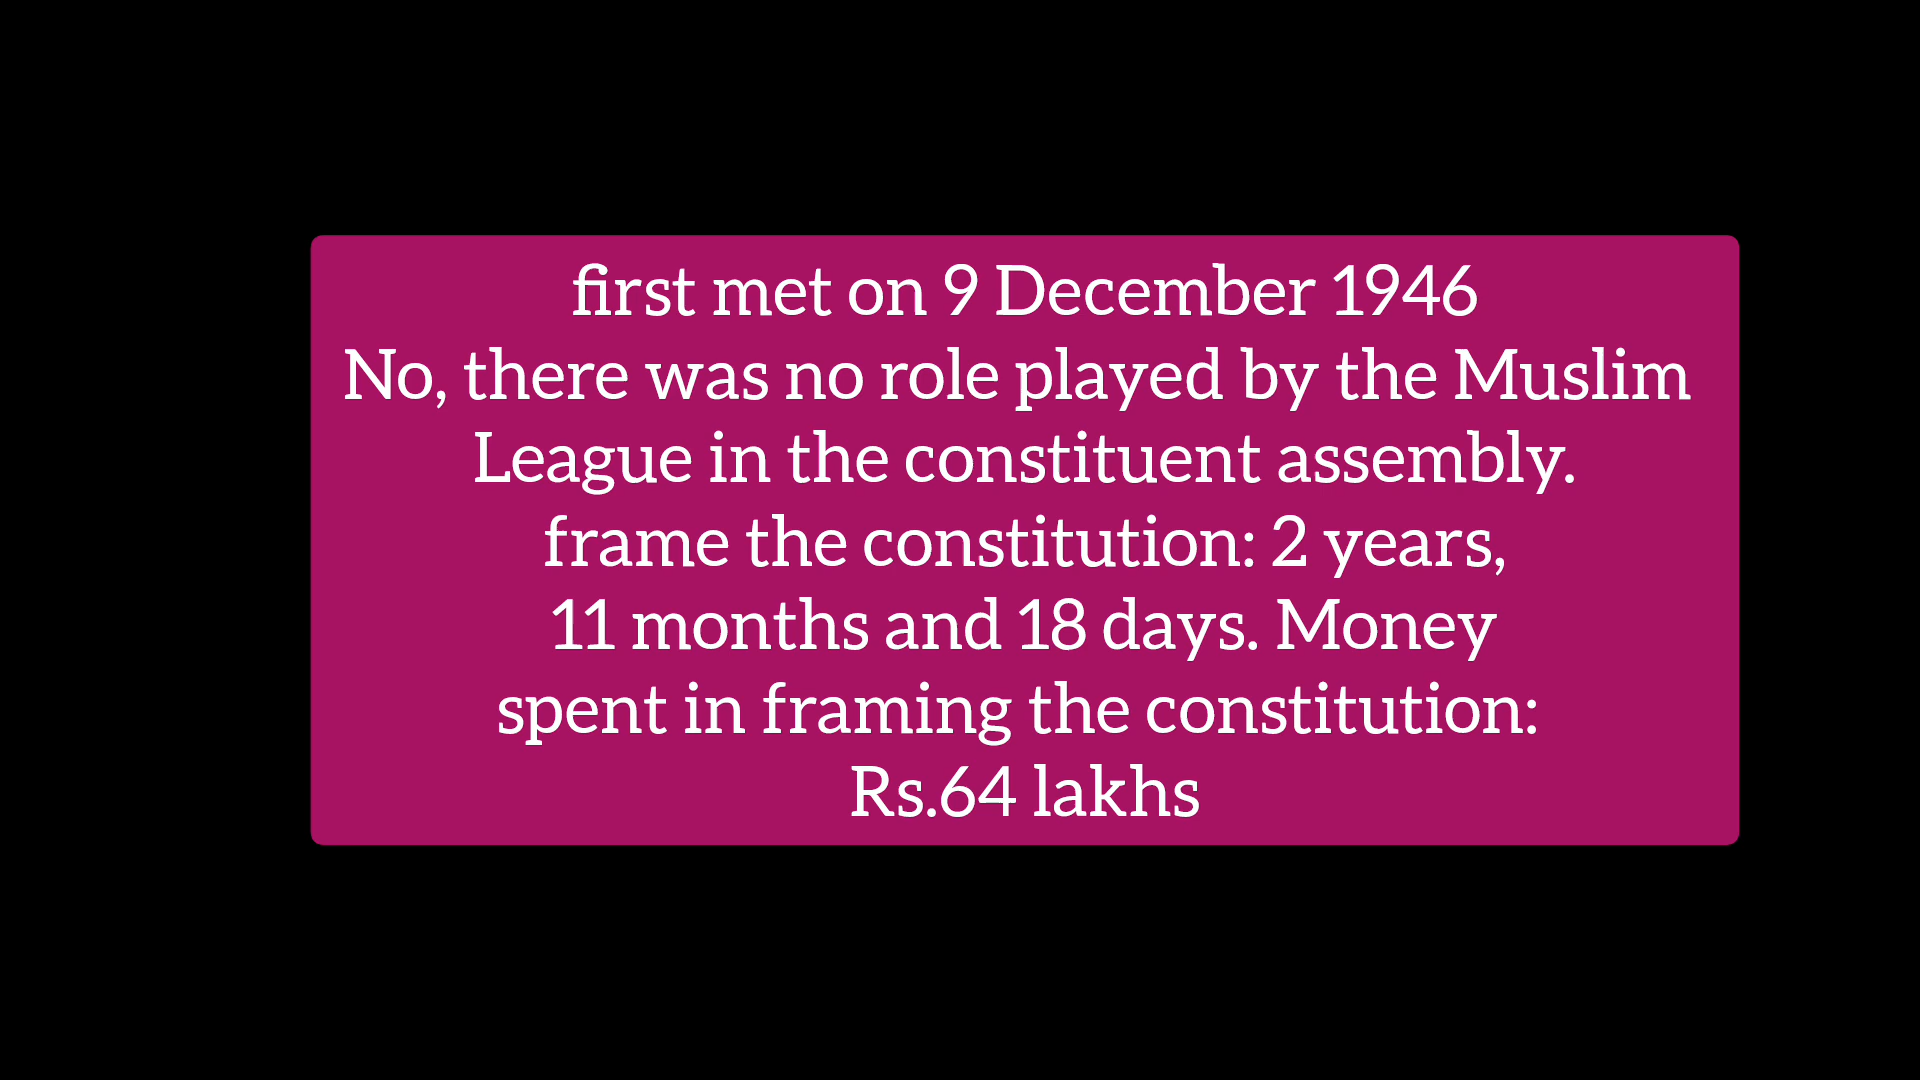 first met on 9 December 1946
No, there was no role played by the Muslim
League in the constituent assembly.
frame the constitution: 2 years,
11 months and 18 days. Money
spent in framing the constitution:
Rs.64 lakhs